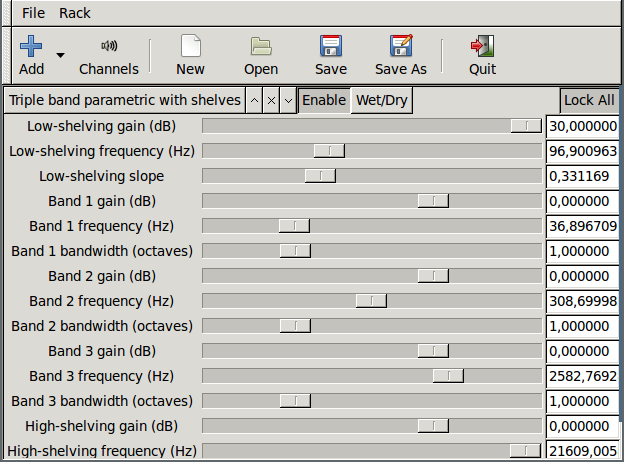 File Rack
Add Channels New Open Save Save As Quit
Triple band parametric with shelves Enable Wet/Dry Lock All
Low-shelving gain (dB) 30,000000
Low-shelving frequency (Hz) 96,900963
Low-shelving slope 0,331169
Band 1 gain (dB) 0,000000
Band 1 frequency (Hz) 36,896709
Band 1 bandwidth (octaves) 1,000000
Band 2 gain (dB) 0,000000
Band 2 frequency (Hz) 308,69998
Band 2 bandwidth (octaves) 1,000000
Band 3 gain (dB) 0,000000
Band 3 frequency (Hz) 2582,7692
Band 3 bandwidth (octaves) 1,000000
High-shelving gain (dB) 0,000000
High-shelving frequency (Hz) 21609,005